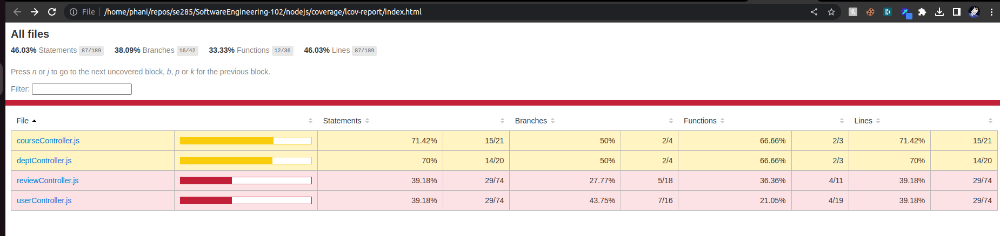 File /home/phani/repos/se285/SoftwareEngineering-102/nodejs/coverage/lcov-report/index.html
All files
46.03% Statements 87/189 38.09% Branches 16/42 33.33% Functions 12/36 46.03% Lines 87/189
Press n or j to go to the next uncovered block, b, p or k for the previous block.
Filter:
File Statements Branches Functions Lines
courseController.js 71.42% 15/21 50% 2/4 66.66% 2/3 71.42% 15/21
deptController.js 70% 14/20 50% 2/4 66.66% 2/3 70% 14/20
reviewController.js 39.18% 29/74 27.77% 5/18 36.36% 4/11 39.18% 29/74
userController.js 39.18% 29/74 43.75% 7/16 21.05% 4/19 39.18% 29/74